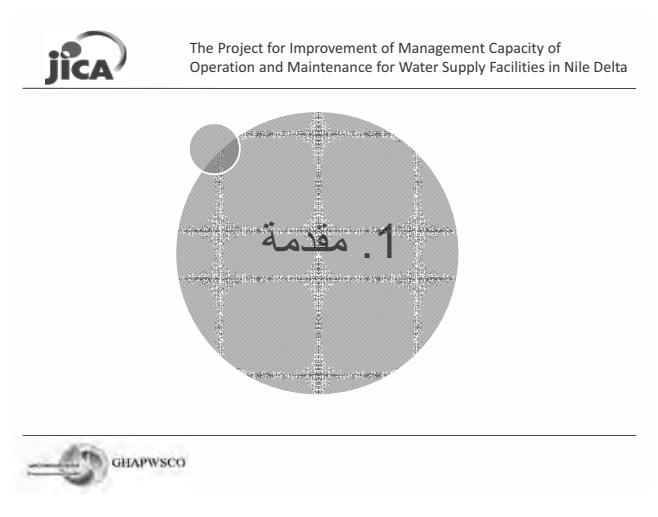 jICA
The Project for Improvement of Management Capacity of
Operation and Maintenance for Water Supply Facilities in Nile Delta
1. مقدمة
GHAPWSCO